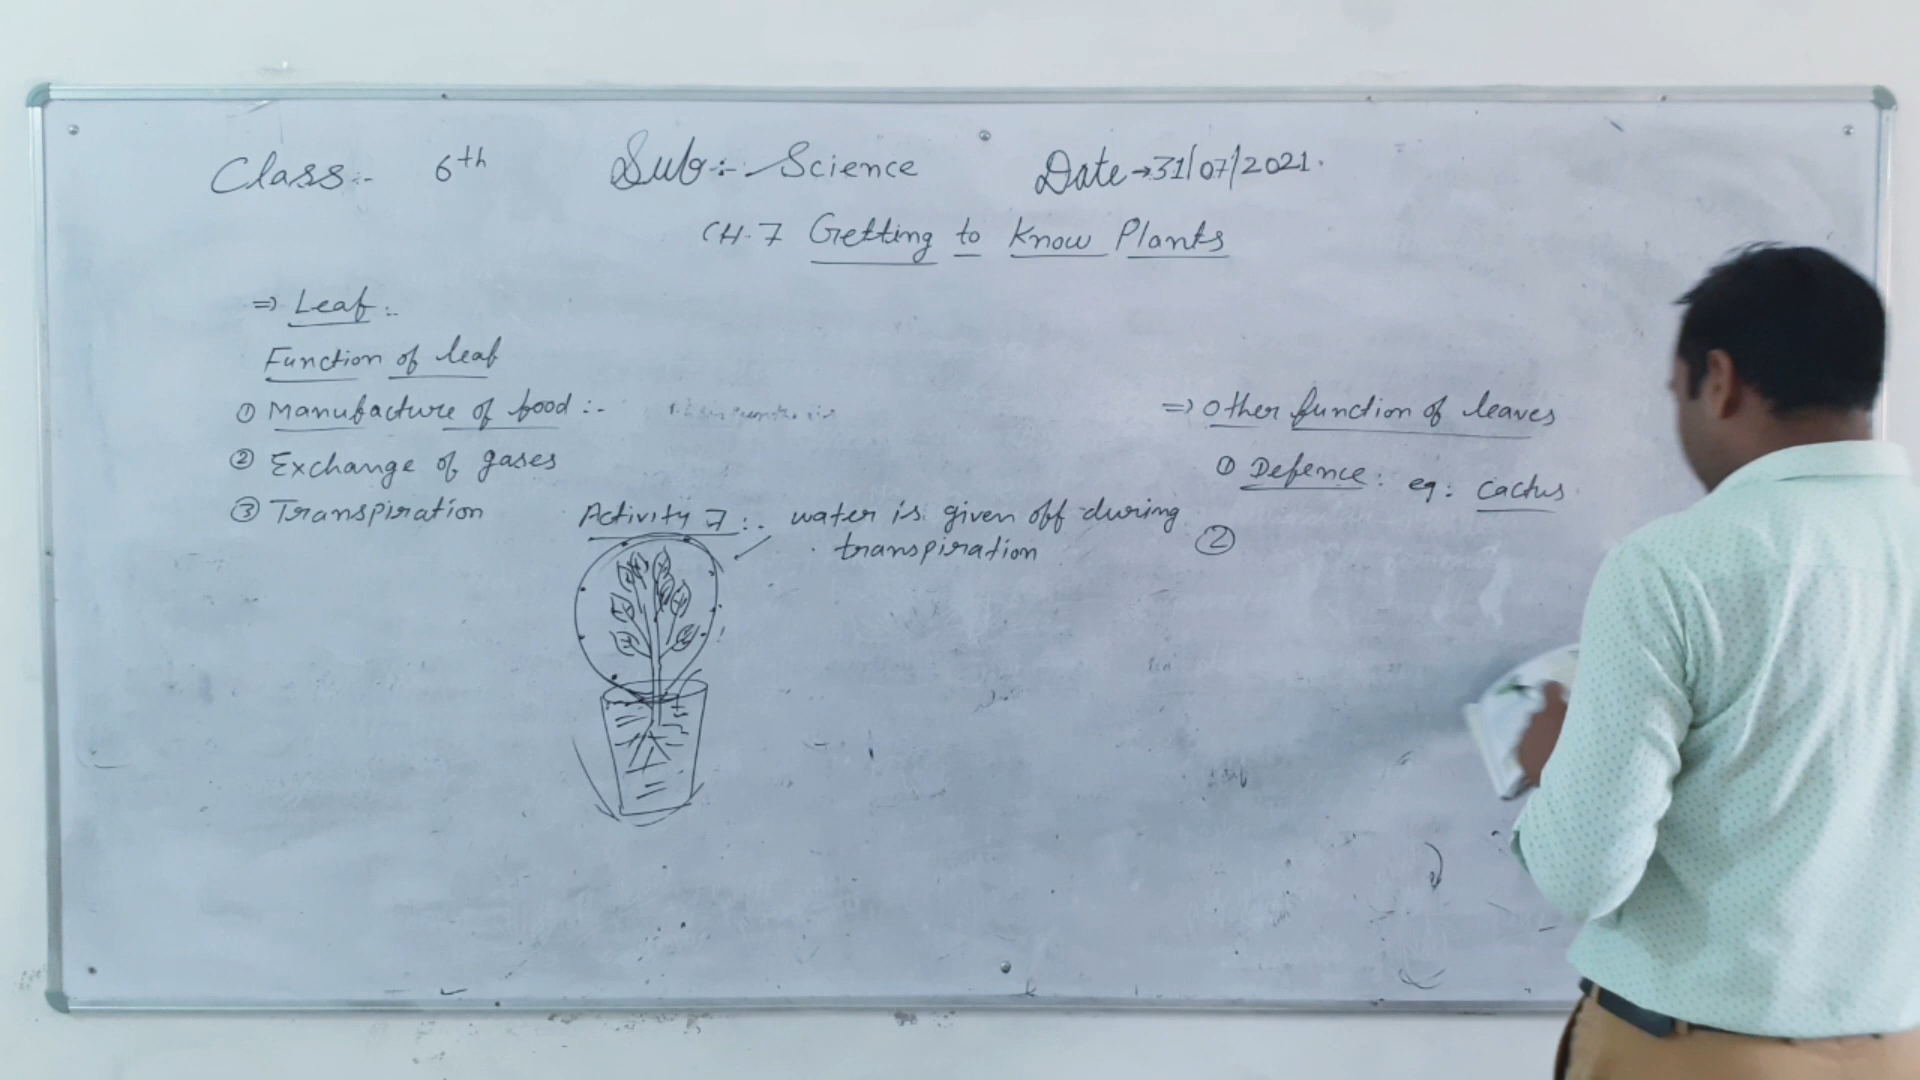 Class:- 6th Sub:- Science Date→31/07/2021.
CH.7 Getting to Know Plants
⇒ Leaf:-
Function of leaf
① Manufacture of food :-
② Exchange of gases
③ Transpiration
Activity 7 :- water is given off during
transpiration
⇒ Other function of leaves
① Defence: eg: Cactus.
②